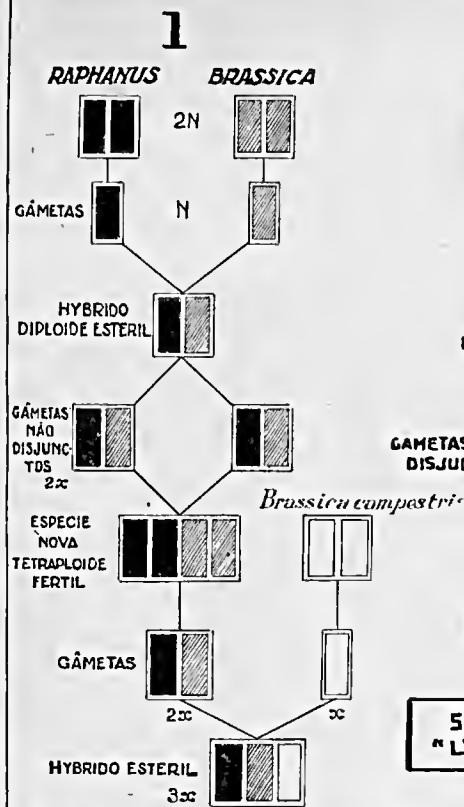 1
RAPHANUS BRASSICA
2N
GÂMETAS N
HYBRIDO
DIPLOIDE ESTERIL
GÂMETAS
NÃO
DISJUNC
TOS
2x
GAMETAS
ESPECIE
NOVA
TETRAPLOIDE
FERTIL
Brassica compestris
GÂMETAS
2x x
HYBRIDO ESTERIL
3x